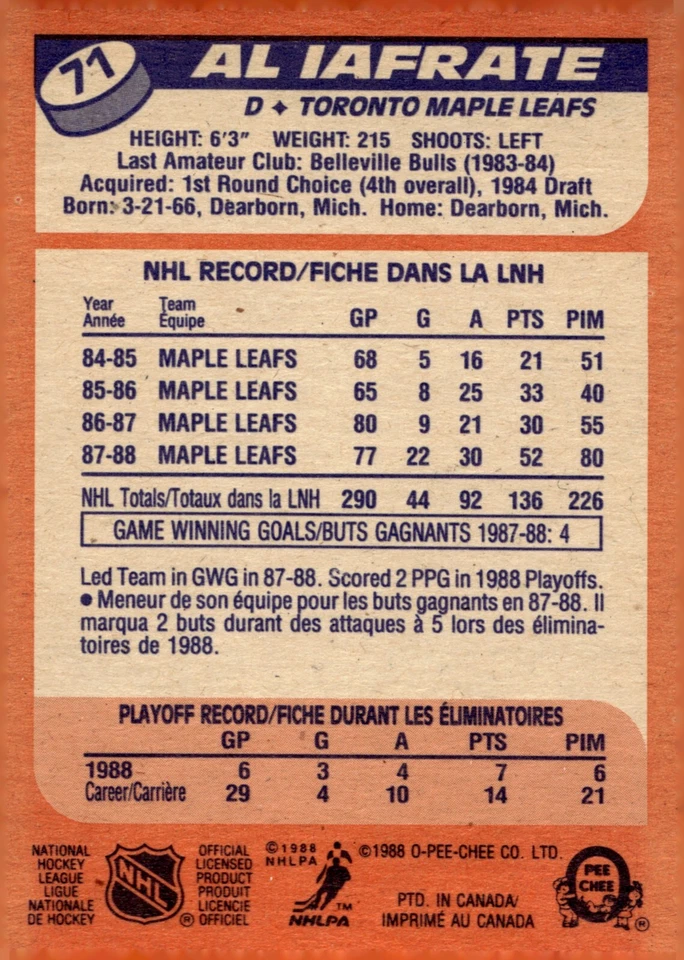 71
AL IAFRATE
D ✦ TORONTO MAPLE LEAFS
HEIGHT: 6'3" WEIGHT: 215 SHOOTS: LEFT
Last Amateur Club: Belleville Bulls (1983-84)
Acquired: 1st Round Choice (4th overall), 1984 Draft
Born: 3-21-66, Dearborn, Mich. Home: Dearborn, Mich.
NHL RECORD/FICHE DANS LA LNH
Year Team
Année Équipe GP G A PTS PIM
84-85 MAPLE LEAFS 68 5 16 21 51
85-86 MAPLE LEAFS 65 8 25 33 40
86-87 MAPLE LEAFS 80 9 21 30 55
87-88 MAPLE LEAFS 77 22 30 52 80
NHL Totals/Totaux dans la LNH 290 44 92 136 226
GAME WINNING GOALS/BUTS GAGNANTS 1987-88: 4
Led Team in GWG in 87-88. Scored 2 PPG in 1988 Playoffs.
● Meneur de son équipe pour les buts gagnants en 87-88. Il
marqua 2 buts durant des attaques à 5 lors des élimina-
toires de 1988.
PLAYOFF RECORD/FICHE DURANT LES ÉLIMINATOIRES
GP G A PTS PIM
1988 6 3 4 7 6
Career/Carrière 29 4 10 14 21
NATIONAL
HOCKEY
LEAGUE
LIGUE
NATIONALE
DE HOCKEY
NHL
®
OFFICIAL
LICENSED
PRODUCT
PRODUIT
LICENCIE
OFFICIEL
©1988
NHLPA
TM
NHLPA
©1988 O-PEE-CHEE CO. LTD.
PTD. IN CANADA/
IMPRIMÉ AU CANADA
PEE
CHEE
®